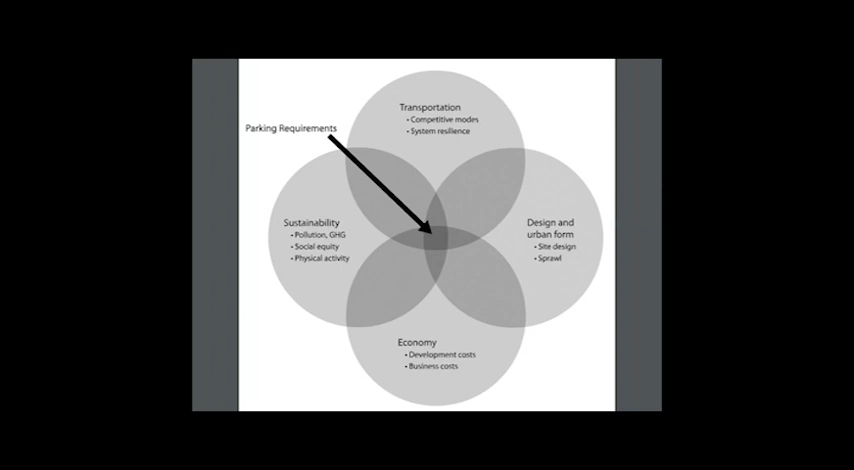 Transportation
• Competitive modes
• System resilience
Parking Requirements
Sustainability
• Pollution, GHG
• Social equity
• Physical activity
Design and
urban form
• Site design
• Sprawl
Economy
• Development costs
• Business costs